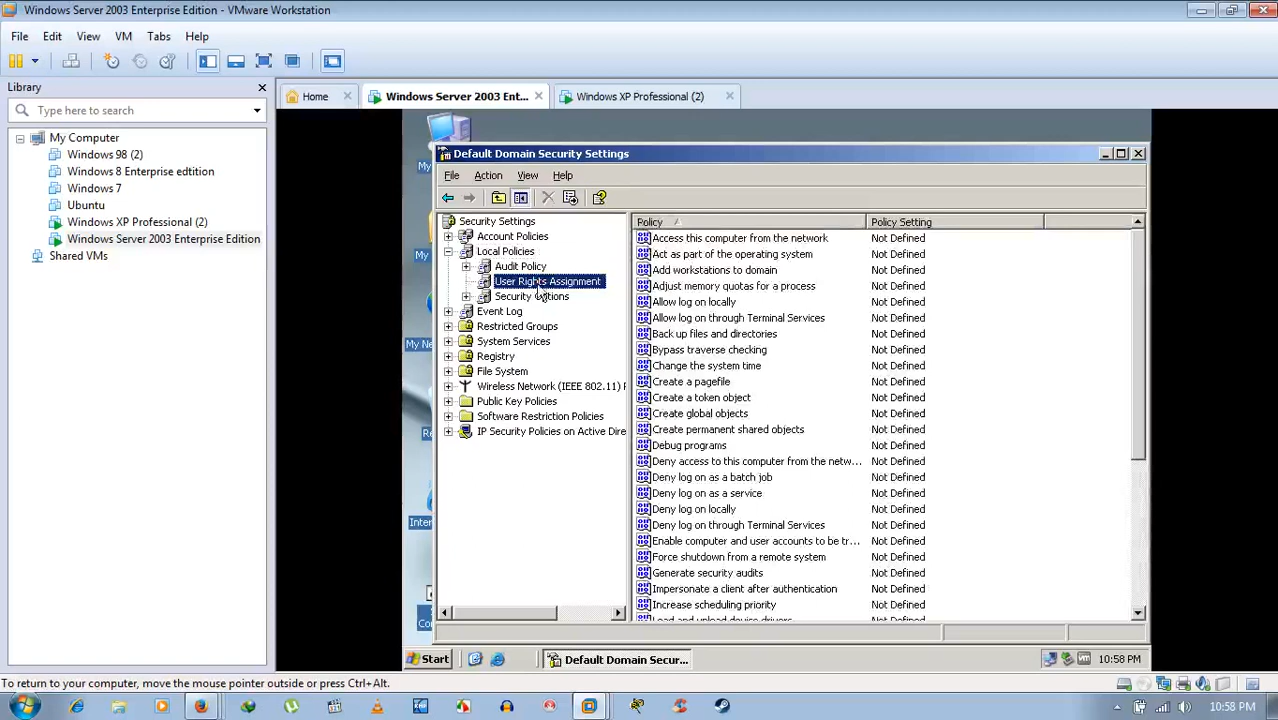 Windows Server 2003 Enterprise Edition - VMware Workstation
File Edit View VM Tabs Help
Library
Type here to search
My Computer
Windows 98 (2)
Windows 8 Enterprise edtition
Windows 7
Ubuntu
Windows XP Professional (2)
Windows Server 2003 Enterprise Edition
Shared VMs
Home
Windows Server 2003 Ent...
Windows XP Professional (2)
Default Domain Security Settings
File Action View Help
Security Settings
Account Policies
Local Policies
Audit Policy
User Rights Assignment
Security
Event Log
Restricted Groups
System Services
Registry
File System
Wireless Network (IEEE 802.11)
Public Key Policies
Software Restriction Policies
IP Security Policies on Active Dire
Policy Policy Setting
Access this computer from the network Not Defined
Act as part of the operating system Not Defined
Add workstations to domain Not Defined
Adjust memory quotas for a process Not Defined
Allow log on locally Not Defined
Allow log on through Terminal Services Not Defined
Back up files and directories Not Defined
Bypass traverse checking Not Defined
Change the system time Not Defined
Create a pagefile Not Defined
Create a token object Not Defined
Create global objects Not Defined
Create permanent shared objects Not Defined
Debug programs Not Defined
Deny access to this computer from the netw... Not Defined
Deny log on as a batch job Not Defined
Deny log on as a service Not Defined
Deny log on locally Not Defined
Deny log on through Terminal Services Not Defined
Enable computer and user accounts to be tr... Not Defined
Force shutdown from a remote system Not Defined
Generate security audits Not Defined
Impersonate a client after authentication Not Defined
Increase scheduling priority Not Defined
My
My Ne
Re
Inter
Co
Start
Default Domain Secur...
10:58 PM
To return to your computer, move the mouse pointer outside or press Ctrl+Alt.
10:58 PM